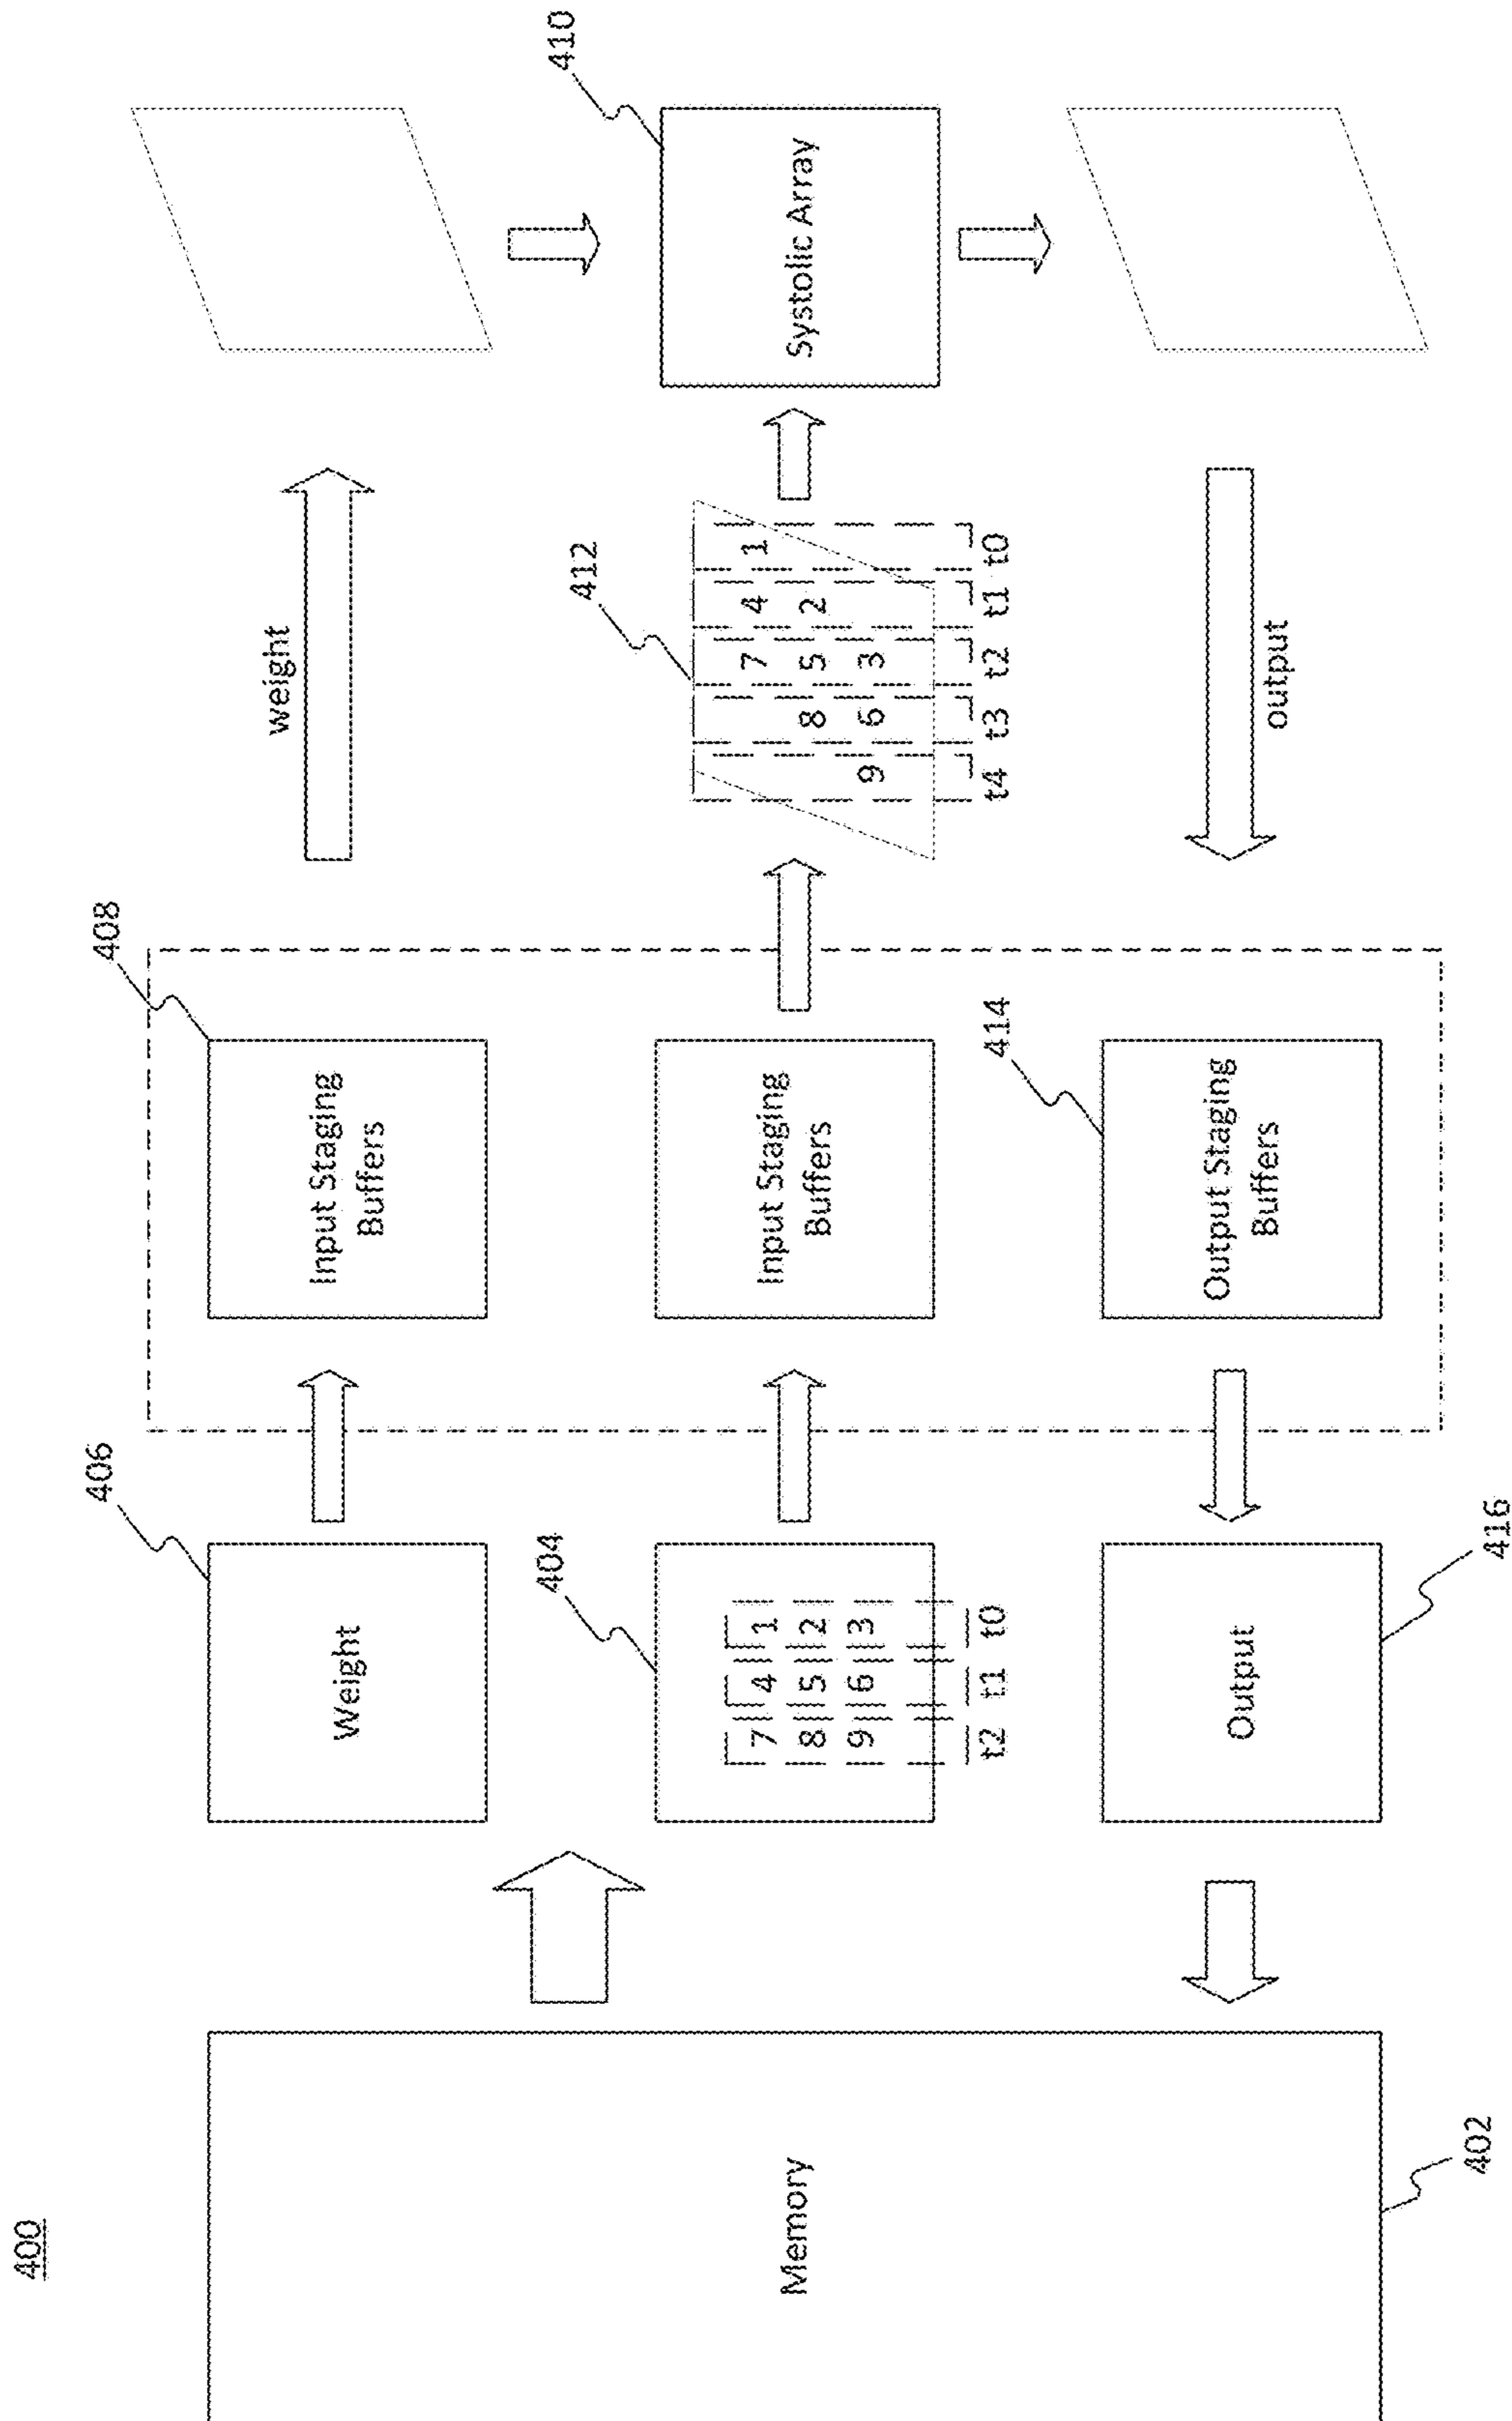 400
408
410
406
weight
412
Weight
Input Staging
Buffers
404
Memory
7 4 1
8 5 2
9 6 3
t2 t1 t0
Input Staging
Buffers
7 4 1
8 5 2
9 6 3
t4 t3 t2 t1 t0
Systolic Array
414
Output
Output Staging
Buffers
output
402
416